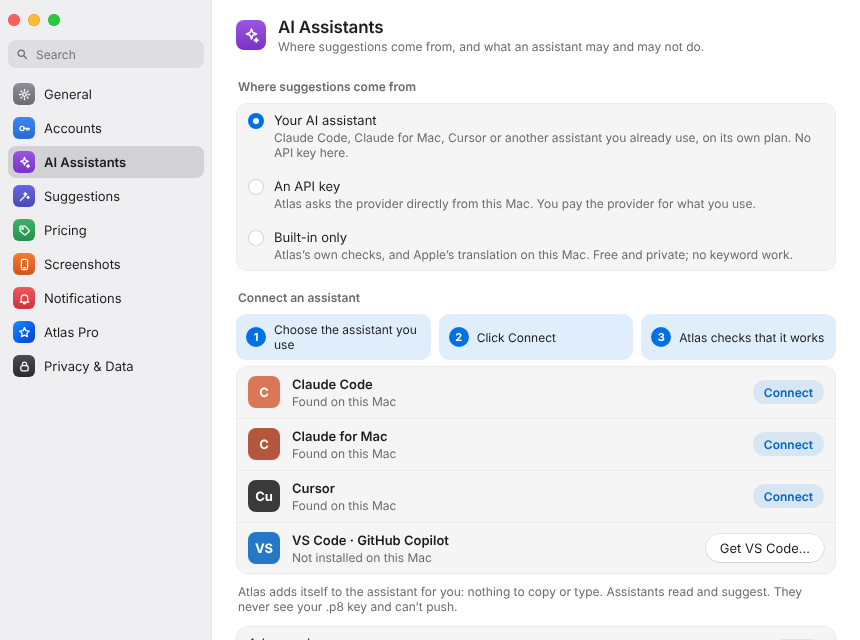 AI Assistants
Where suggestions come from, and what an assistant may and may not do.
Search
General
Accounts
AI Assistants
Suggestions
Pricing
Screenshots
Notifications
Atlas Pro
Privacy & Data
Where suggestions come from
Your AI assistant
Claude Code, Claude for Mac, Cursor or another assistant you already use, on its own plan. No
API key here.
An API key
Atlas asks the provider directly from this Mac. You pay the provider for what you use.
Built-in only
Atlas’s own checks, and Apple’s translation on this Mac. Free and private; no keyword work.
Connect an assistant
1 Choose the assistant you
use
2 Click Connect
3 Atlas checks that it works
C Claude Code
Found on this Mac
Connect
C Claude for Mac
Found on this Mac
Connect
Cu Cursor
Found on this Mac
Connect
VS VS Code · GitHub Copilot
Not installed on this Mac
Get VS Code...
Atlas adds itself to the assistant for you: nothing to copy or type. Assistants read and suggest. They
never see your .p8 key and can’t push.